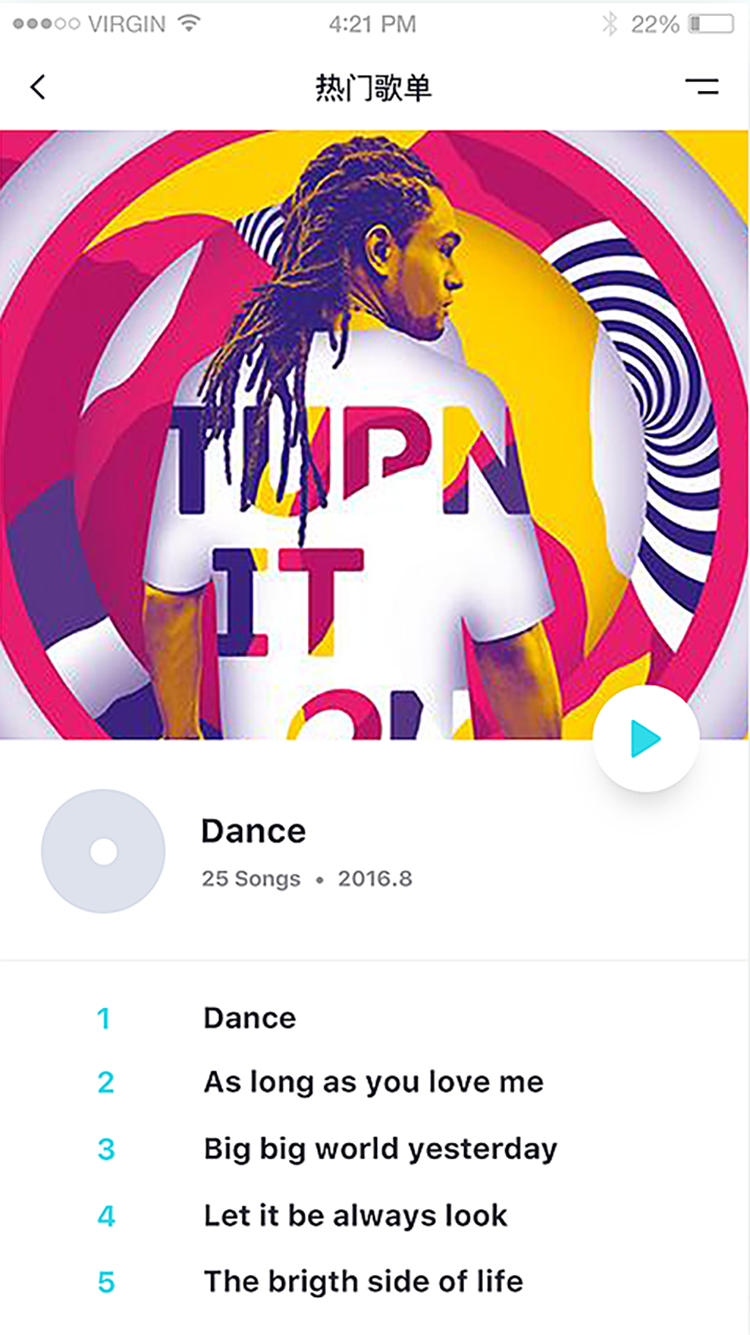 VIRGIN 4:21 PM 22%
热门歌单
TURN
IT
ON
Dance
25 Songs • 2016.8
1 Dance
2 As long as you love me
3 Big big world yesterday
4 Let it be always look
5 The brigth side of life